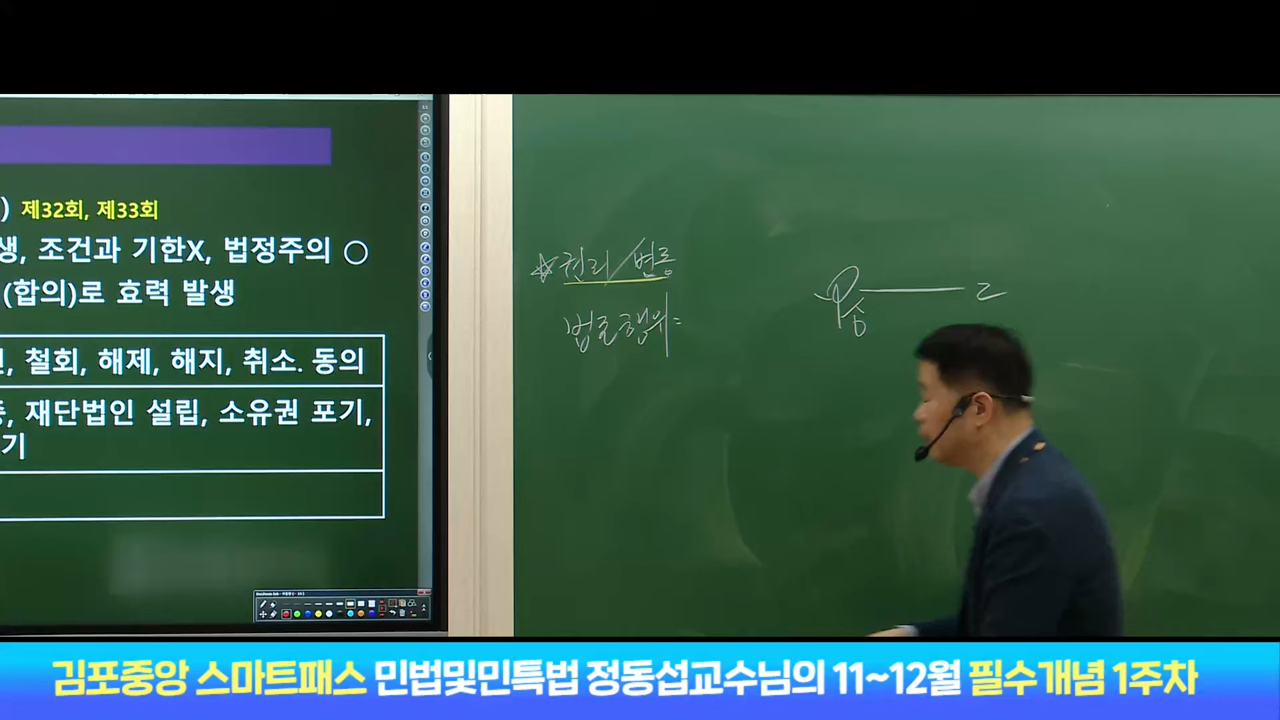 ) 제32회, 제33회
생, 조건과 기한X, 법정주의 ○
(합의)로 효력 발생
, 철회, 해제, 해지, 취소. 동의
, 재단법인 설립, 소유권 포기,
기
권리/변동
법률행위=
김포중앙 스마트패스 민법및민특법 정동섭교수님의 11~12월 필수개념 1주차